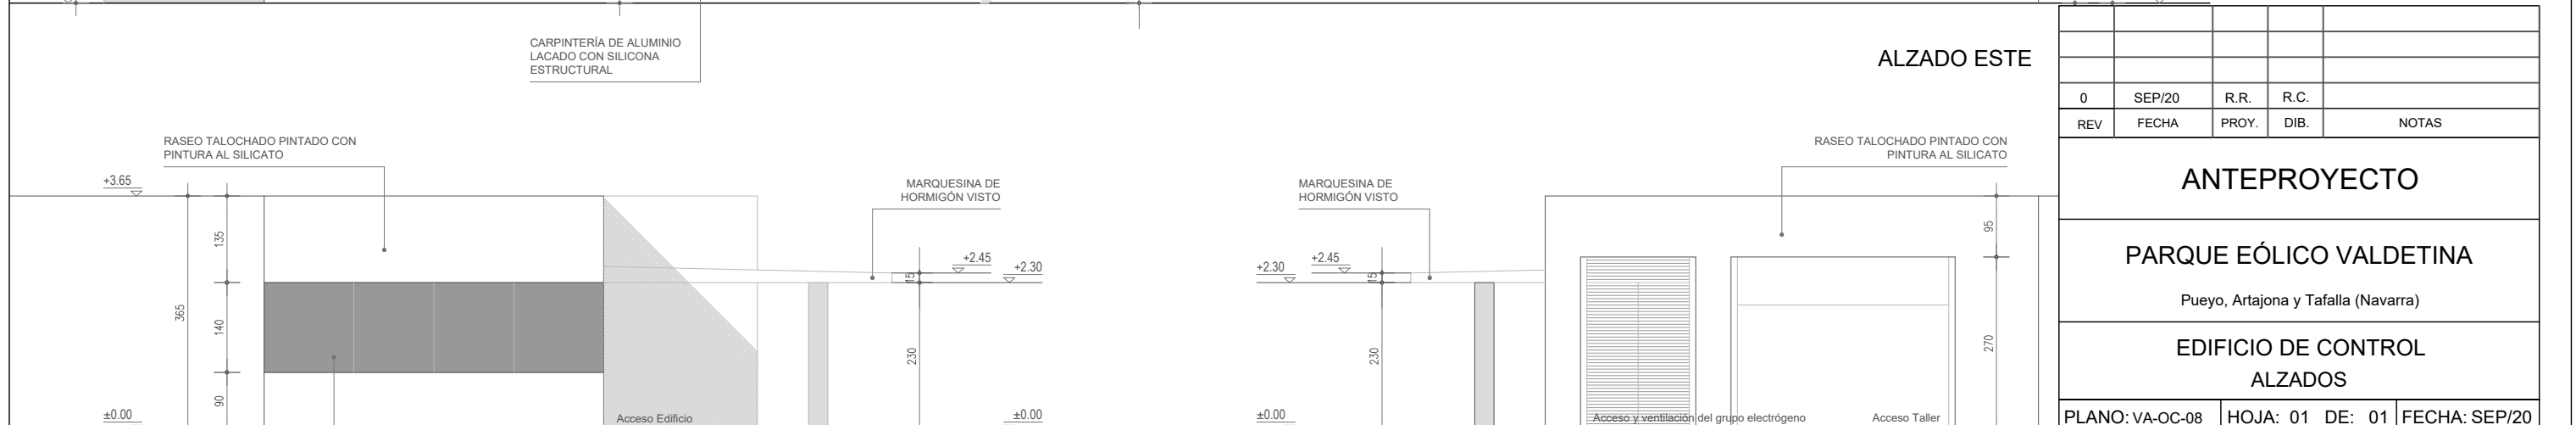 CARPINTERÍA DE ALUMINIO
LACADO CON SILICONA
ESTRUCTURAL
ALZADO ESTE
RASEO TALOCHADO PINTADO CON
PINTURA AL SILICATO
+3.65
135
365
140
90
±0.00
MARQUESINA DE
HORMIGÓN VISTO
+2.45
+2.30
15
230
±0.00
Acceso Edificio
MARQUESINA DE
HORMIGÓN VISTO
+2.45
+2.30
15
230
±0.00
RASEO TALOCHADO PINTADO CON
PINTURA AL SILICATO
95
270
Acceso y ventilación del grupo electrógeno
Acceso Taller
0 SEP/20 R.R. R.C.
REV FECHA PROY. DIB. NOTAS
ANTEPROYECTO
PARQUE EÓLICO VALDETINA
Pueyo, Artajona y Tafalla (Navarra)
EDIFICIO DE CONTROL
ALZADOS
PLANO: VA-OC-08 HOJA: 01 DE: 01 FECHA: SEP/20